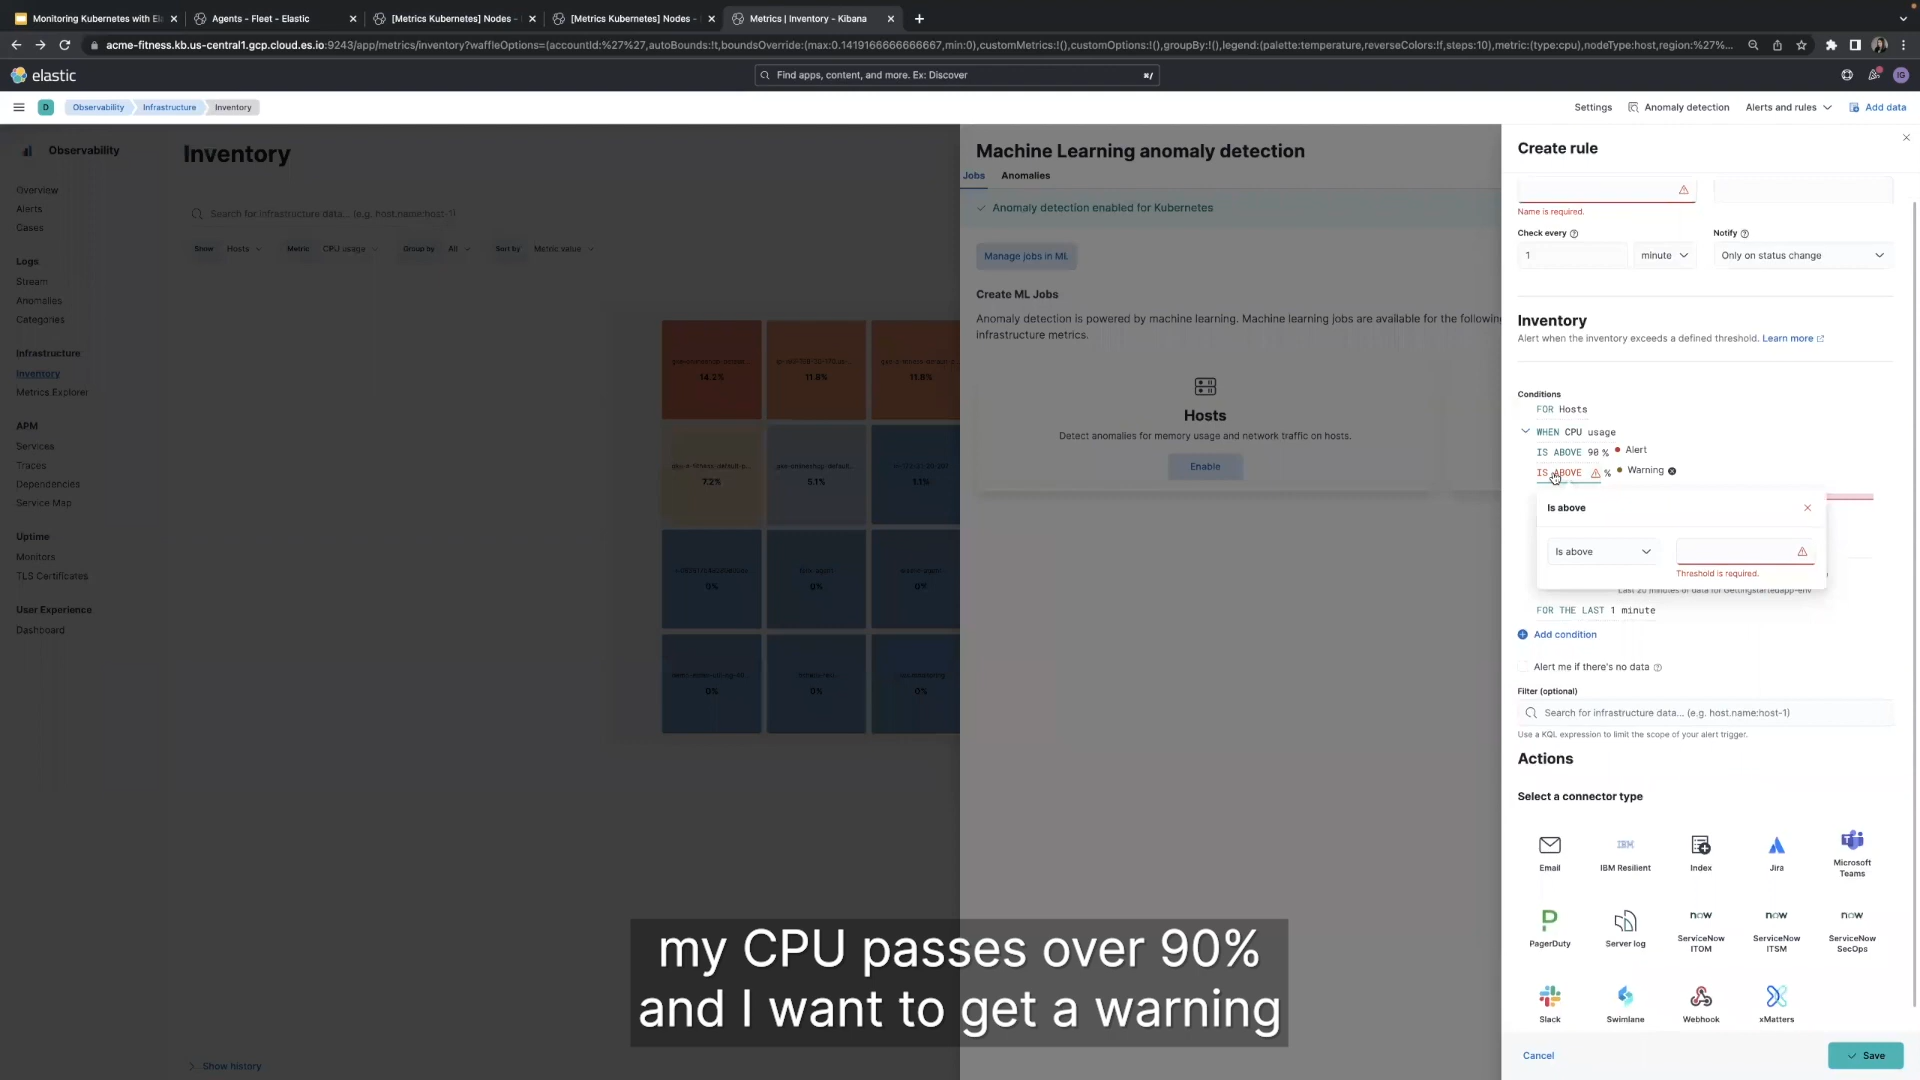 Monitoring Kubernetes with El
Agents - Fleet - Elastic
[Metrics Kubernetes] Nodes -
[Metrics Kubernetes] Nodes -
Metrics | Inventory - Kibana
acme-fitness.kb.us-central1.gcp.cloud.es.io:9243/app/metrics/inventory?waffleOptions=(accountId:%27%27,autoBounds:!t,boundsOverride:(max:0.1419166666666667,min:0),customMetrics:!(),customOptions:!(),groupBy:!(),legend:(palette:temperature,reverseColors:!f,steps:10),metric:(type:cpu),nodeType:host,region:%27%...
elastic
Find apps, content, and more. Ex: Discover
⌘/
IG
D
Observability
Infrastructure
Inventory
Settings
Anomaly detection
Alerts and rules
Add data
Observability
Overview
Alerts
Cases
Logs
Stream
Anomalies
Categories
Infrastructure
Inventory
Metrics Explorer
APM
Services
Traces
Dependencies
Service Map
Uptime
Monitors
TLS Certificates
User Experience
Dashboard
Inventory
Search for infrastructure data... (e.g. host.name:host-1)
Show
Hosts
Metric
CPU usage
Group by
All
Sort by
Metric value
14.2%
11.8%
11.8%
7.2%
5.1%
1.1%
0%
0%
0%
0%
0%
0%
Show history
Machine Learning anomaly detection
Jobs
Anomalies
Anomaly detection enabled for Kubernetes
Manage jobs in ML
Create ML Jobs
Anomaly detection is powered by machine learning. Machine learning jobs are available for the following
infrastructure metrics.
Hosts
Detect anomalies for memory usage and network traffic on hosts.
Enable
Create rule
Name is required.
Check every
Notify
1
minute
Only on status change
Inventory
Alert when the inventory exceeds a defined threshold. Learn more
Conditions
FOR Hosts
WHEN CPU usage
IS ABOVE 90 %
Alert
IS ABOVE
%
Warning
Is above
Is above
Threshold is required.
Last 20 minutes of data for Gettingstartedapp-env
FOR THE LAST 1 minute
Add condition
Alert me if there's no data
Filter (optional)
Search for infrastructure data... (e.g. host.name:host-1)
Use a KQL expression to limit the scope of your alert trigger.
Actions
Select a connector type
Email
IBM
IBM Resilient
Index
Jira
Microsoft
Teams
PagerDuty
Server log
now
ServiceNow
ITOM
now
ServiceNow
ITSM
now
ServiceNow
SecOps
Slack
Swimlane
Webhook
xMatters
Cancel
Save
my CPU passes over 90%
and I want to get a warning